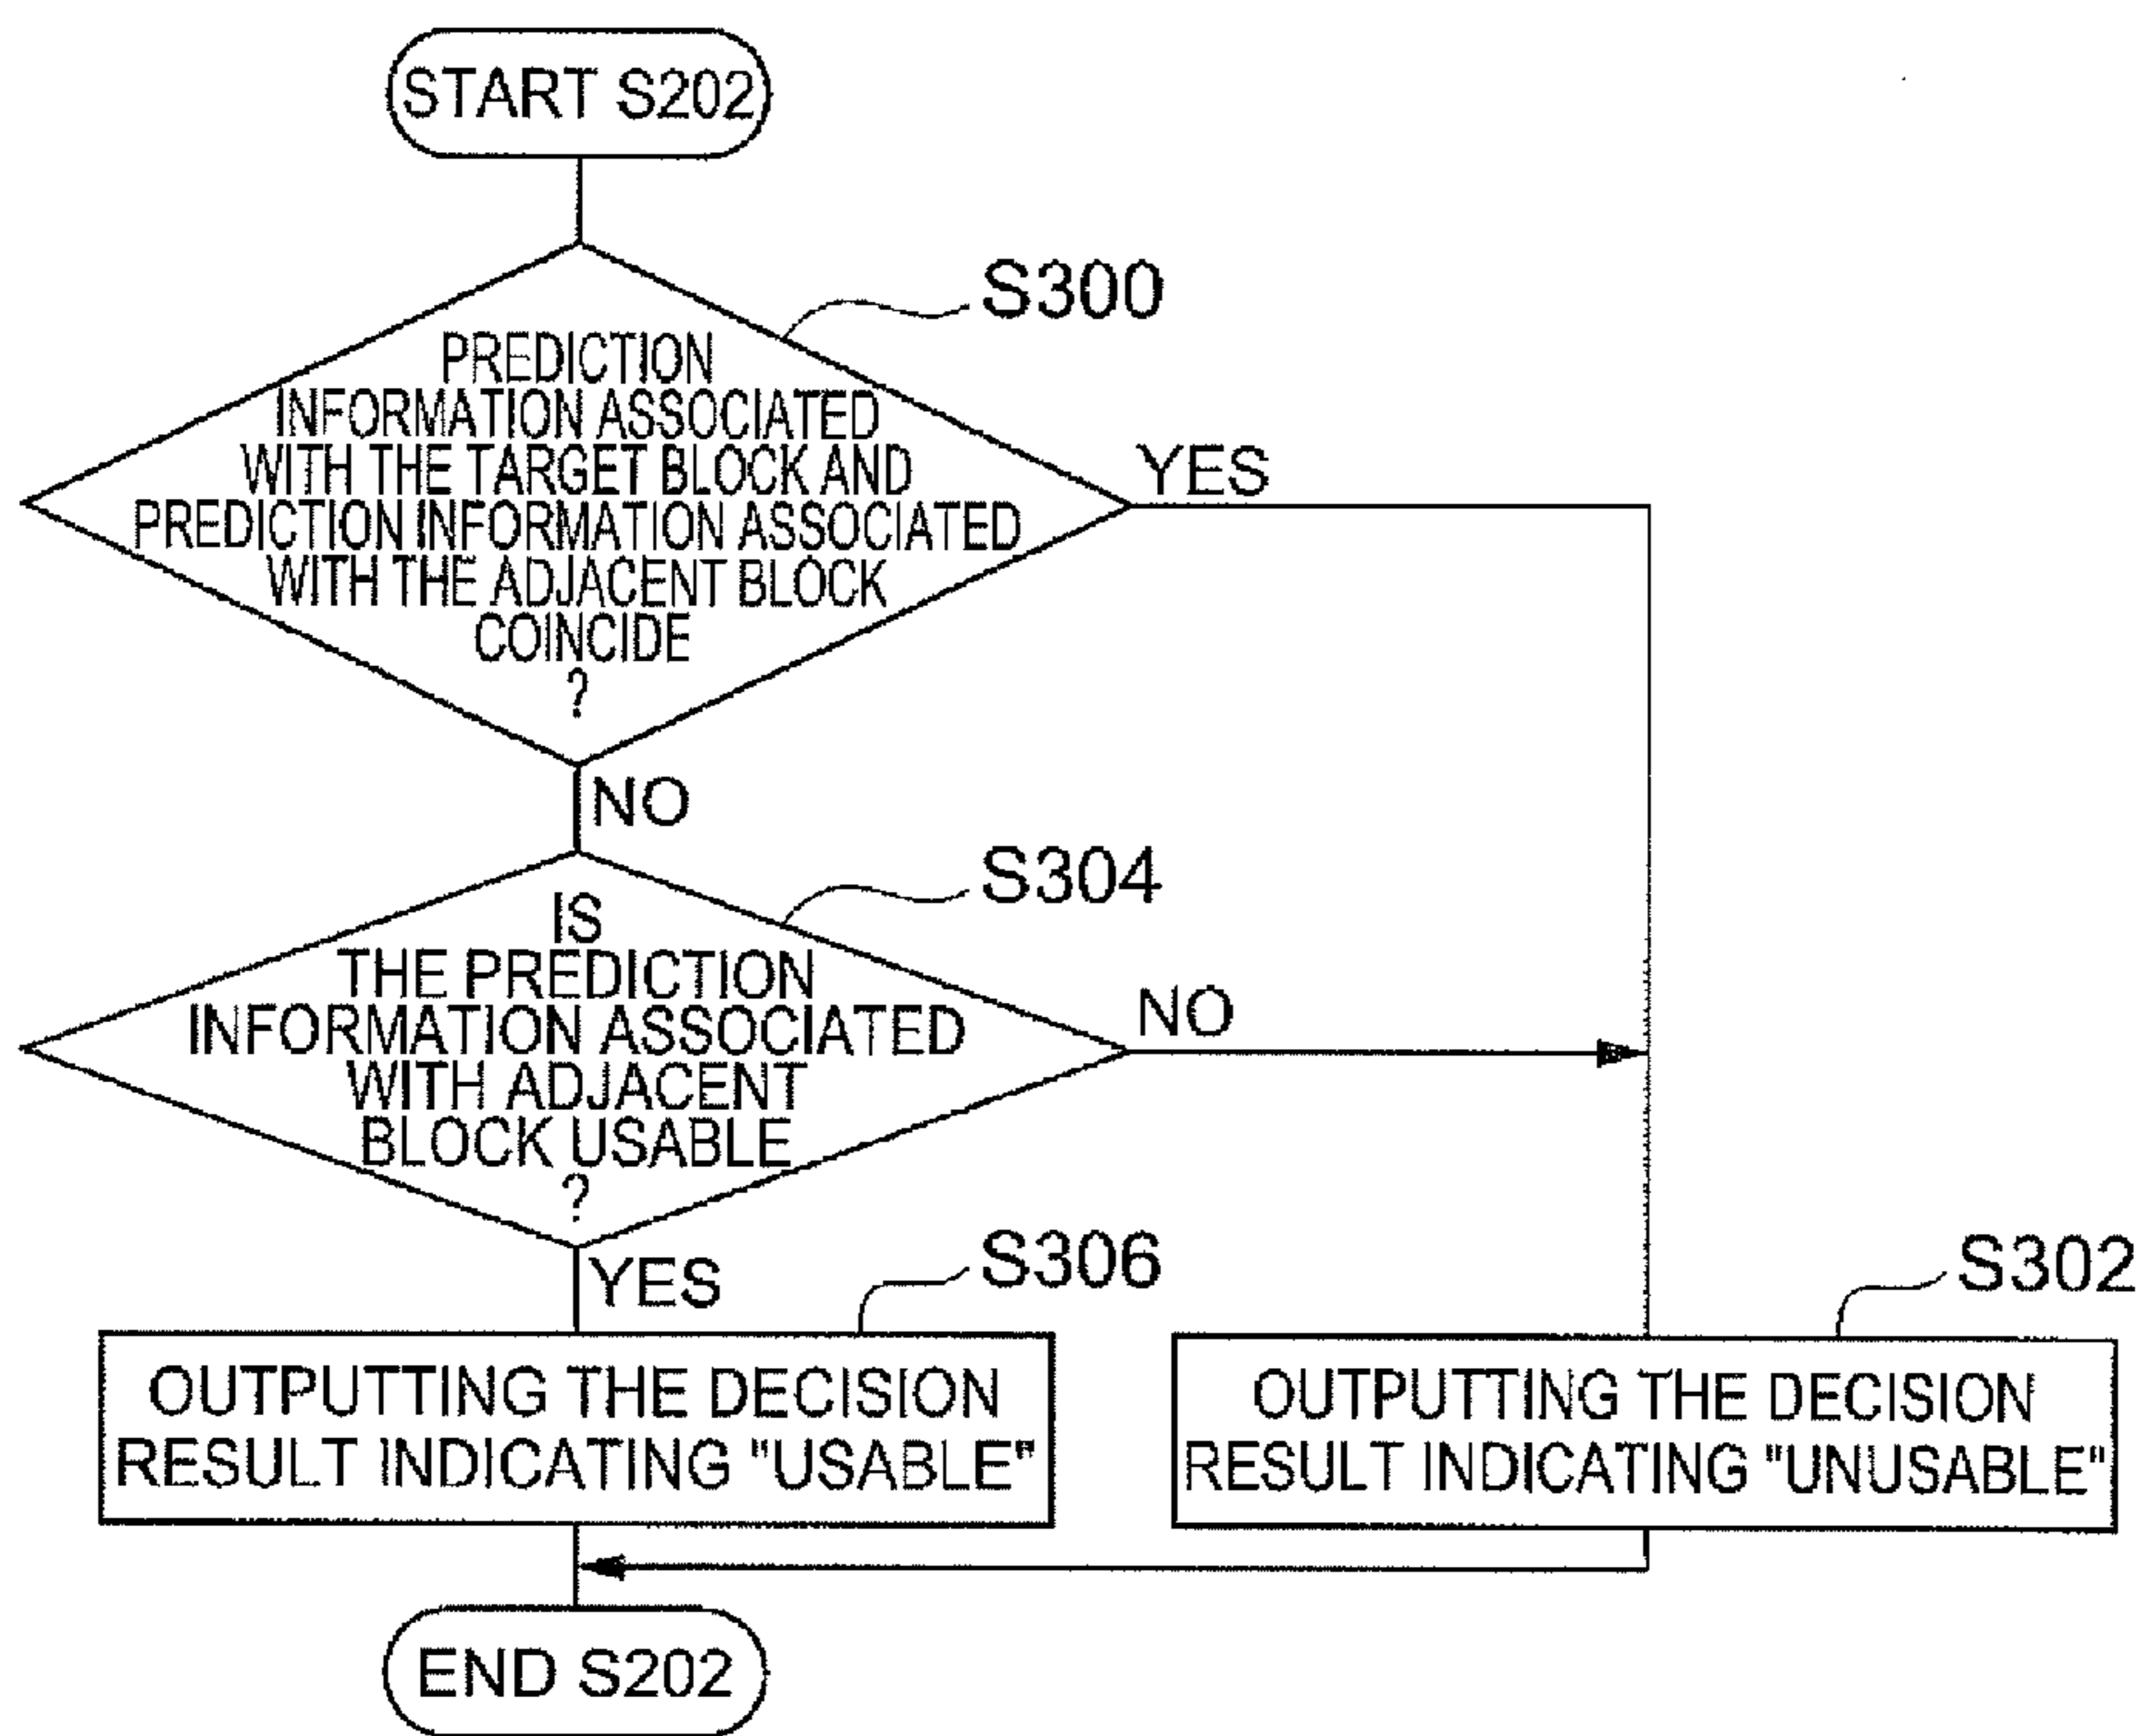 START S202
S300
PREDICTION
INFORMATION ASSOCIATED
WITH THE TARGET BLOCK AND
PREDICTION INFORMATION ASSOCIATED
WITH THE ADJACENT BLOCK
COINCIDE
?
YES
NO
S304
IS
THE PREDICTION
INFORMATION ASSOCIATED
WITH ADJACENT
BLOCK USABLE
?
NO
YES
S306
OUTPUTTING THE DECISION
RESULT INDICATING "USABLE"
S302
OUTPUTTING THE DECISION
RESULT INDICATING "UNUSABLE"
END S202